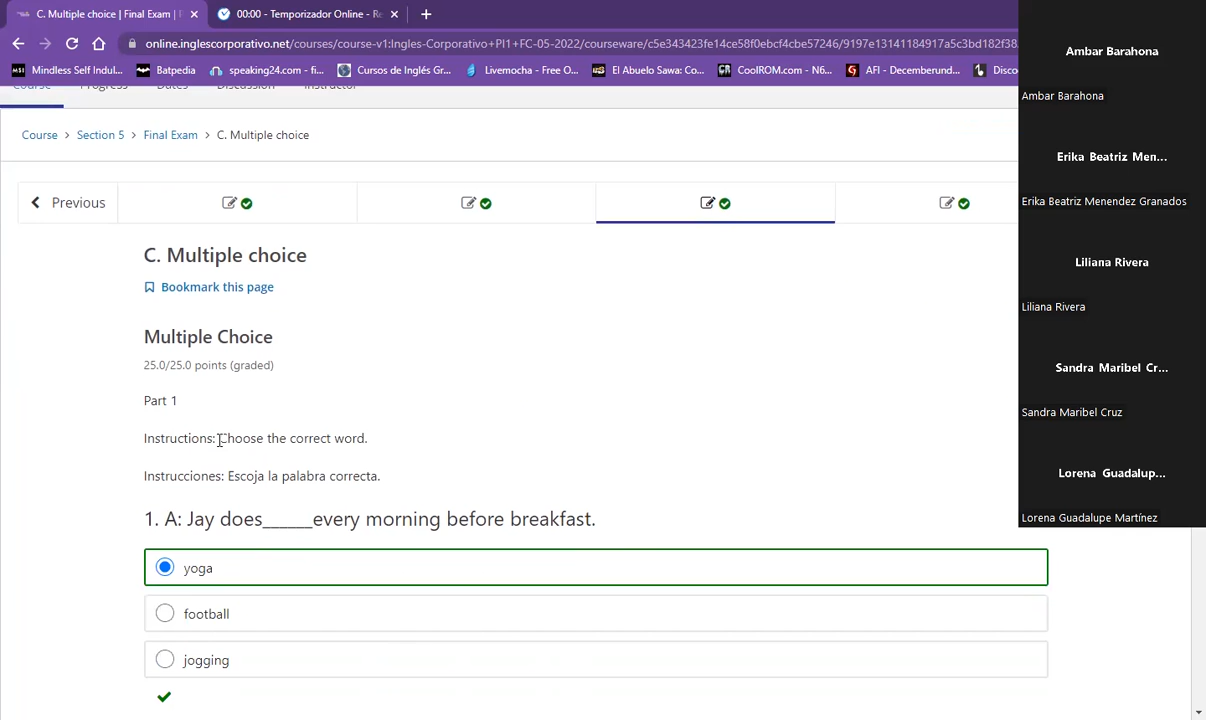 C. Multiple choice | Final Exam |
00:00 - Temporizador Online - Re
online.inglescorporativo.net/courses/course-v1:Ingles-Corporativo+PI1+FC-05-2022/courseware/c5e343423fe14ce58f0ebcf4cbe57246/9197e13141184917a5c3bd182f38
Mindless Self Indul...
Batpedia
speaking24.com - fi...
Cursos de Inglés Gr...
Livemocha - Free O...
El Abuelo Sawa: Co...
CoolROM.com - N6...
AFI - Decemberund...
Disco
Course
Progress
Dates
Discussion
Instructor
Course > Section 5 > Final Exam > C. Multiple choice
Previous
C. Multiple choice
Bookmark this page
Multiple Choice
25.0/25.0 points (graded)
Part 1
Instructions: Choose the correct word.
Instrucciones: Escoja la palabra correcta.
1. A: Jay does______every morning before breakfast.
yoga
football
jogging
Ambar Barahona
Ambar Barahona
Erika Beatriz Men...
Erika Beatriz Menendez Granados
Liliana Rivera
Liliana Rivera
Sandra Maribel Cr...
Sandra Maribel Cruz
Lorena Guadalup...
Lorena Guadalupe Martínez